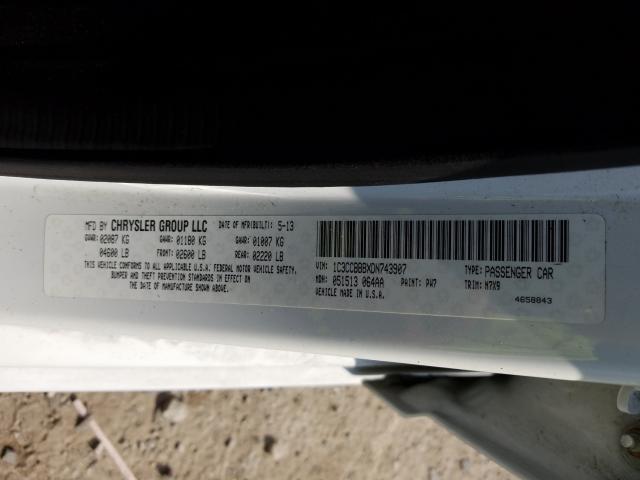 MFD BY CHRYSLER GROUP LLC DATE OF MFR(BUILT): 5-13
GVWR: 02087 KG GAWR: 01180 KG GAWR: 01007 KG
04600 LB FRONT: 02600 LB REAR: 02220 LB
THIS VEHICLE CONFORMS TO ALL APPLICABLE U.S.A. FEDERAL MOTOR VEHICLE SAFETY,
BUMPER AND THEFT PREVENTION STANDARDS IN EFFECT ON
THE DATE OF MANUFACTURE SHOWN ABOVE.
VIN: 1C3CCBBBXDN743907 TYPE: PASSENGER CAR
MDH: 051513 064AA PAINT: PW7 TRIM: N7X9
VEHICLE MADE IN U.S.A. 4658843